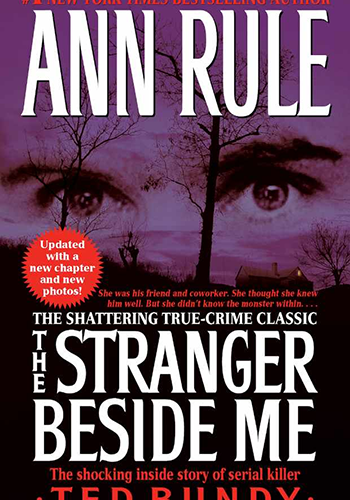 #1 NEW YORK TIMES BESTSELLING AUTHOR
ANN RULE
Updated
with a
new chapter
and new
photos!
She was his friend and coworker. She thought she knew
him well. But she didn't know the monster within. . . .
THE SHATTERING TRUE-CRIME CLASSIC
THE STRANGER
BESIDE ME
The shocking inside story of serial killer
• TED BUNDY •